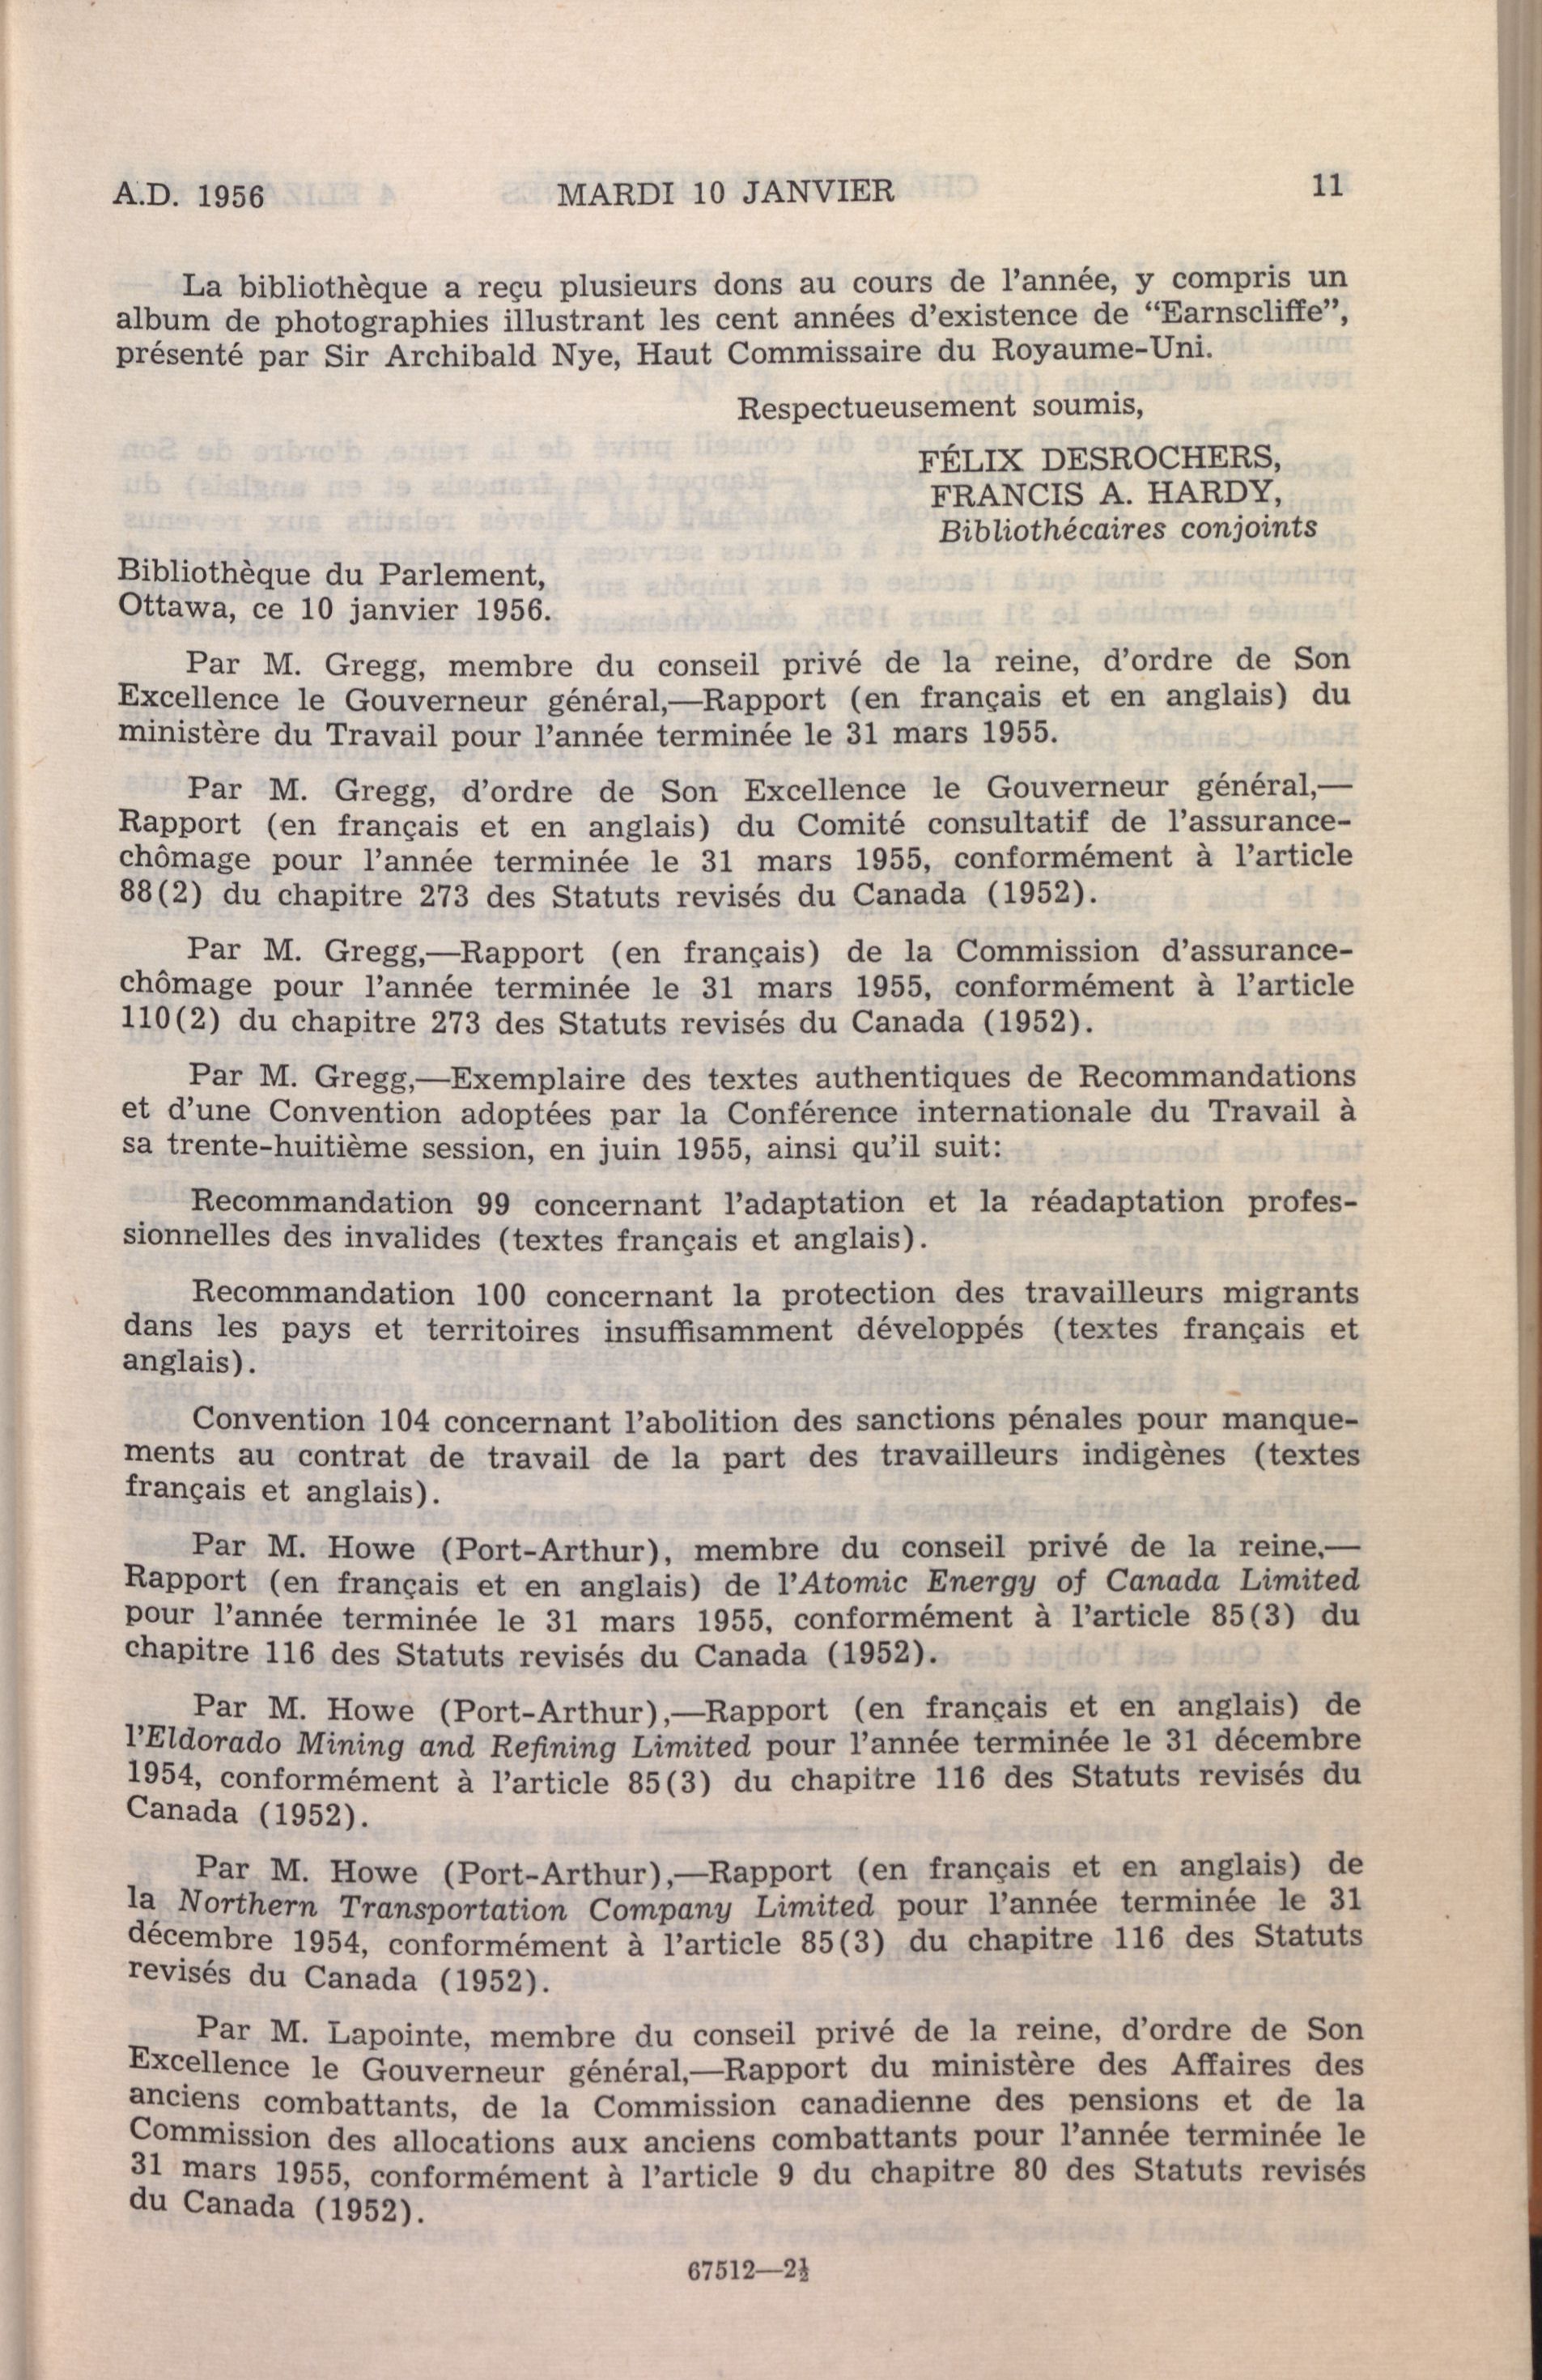 A.D. 1956 MARDI 10 JANVIER 11
La bibliothèque a reçu plusieurs dons au cours de l'année, y compris un
album de photographies illustrant les cent années d'existence de “Earnscliffe”,
présenté par Sir Archibald Nye, Haut Commissaire du Royaume-Uni.
Respectueusement soumis,
FÉLIX DESROCHERS,
FRANCIS A. HARDY,
Bibliothécaires conjoints
Bibliothèque du Parlement,
Ottawa, ce 10 janvier 1956.
Par M. Gregg, membre du conseil privé de la reine, d'ordre de Son
Excellence le Gouverneur général,—Rapport (en français et en anglais) du
ministère du Travail pour l'année terminée le 31 mars 1955.
Par M. Gregg, d'ordre de Son Excellence le Gouverneur général,—
Rapport (en français et en anglais) du Comité consultatif de l'assurance-
chômage pour l'année terminée le 31 mars 1955, conformément à l'article
88(2) du chapitre 273 des Statuts revisés du Canada (1952).
Par M. Gregg,—Rapport (en français) de la Commission d'assurance-
chômage pour l'année terminée le 31 mars 1955, conformément à l'article
110(2) du chapitre 273 des Statuts revisés du Canada (1952).
Par M. Gregg,—Exemplaire des textes authentiques de Recommandations
et d'une Convention adoptées par la Conférence internationale du Travail à
sa trente-huitième session, en juin 1955, ainsi qu'il suit:
Recommandation 99 concernant l'adaptation et la réadaptation profes-
sionnelles des invalides (textes français et anglais).
Recommandation 100 concernant la protection des travailleurs migrants
dans les pays et territoires insuffisamment développés (textes français et
anglais).
Convention 104 concernant l'abolition des sanctions pénales pour manque-
ments au contrat de travail de la part des travailleurs indigènes (textes
français et anglais).
Par M. Howe (Port-Arthur), membre du conseil privé de la reine,—
Rapport (en français et en anglais) de l'Atomic Energy of Canada Limited
pour l'année terminée le 31 mars 1955, conformément à l'article 85(3) du
chapitre 116 des Statuts revisés du Canada (1952).
Par M. Howe (Port-Arthur),—Rapport (en français et en anglais) de
l'Eldorado Mining and Refining Limited pour l'année terminée le 31 décembre
1954, conformément à l'article 85(3) du chapitre 116 des Statuts revisés du
Canada (1952).
Par M. Howe (Port-Arthur),—Rapport (en français et en anglais) de
la Northern Transportation Company Limited pour l'année terminée le 31
décembre 1954, conformément à l'article 85(3) du chapitre 116 des Statuts
revisés du Canada (1952).
Par M. Lapointe, membre du conseil privé de la reine, d'ordre de Son
Excellence le Gouverneur général,—Rapport du ministère des Affaires des
anciens combattants, de la Commission canadienne des pensions et de la
Commission des allocations aux anciens combattants pour l'année terminée le
31 mars 1955, conformément à l'article 9 du chapitre 80 des Statuts revisés
du Canada (1952).
67512—2½